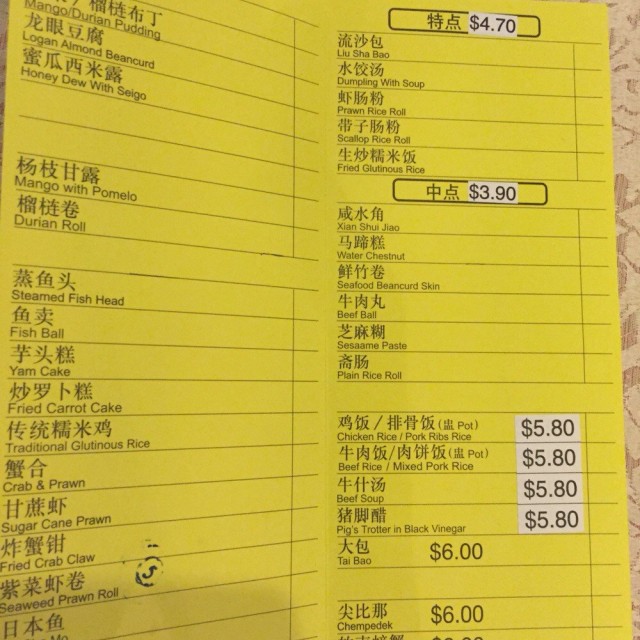 榴梿布丁
Mango/Durian Pudding
龙眼豆腐
Logan Almond Beancurd
蜜瓜西米露
Honey Dew With Seigo
杨枝甘露
Mango with Pomelo
榴梿卷
Durian Roll
蒸鱼头
Steamed Fish Head
鱼卖
Fish Ball
芋头糕
Yam Cake
炒罗卜糕
Fried Carrot Cake
传统糯米鸡
Traditional Glutinous Rice
蟹合
Crab & Prawn
甘蔗虾
Sugar Cane Prawn
炸蟹钳
Fried Crab Claw
紫菜虾卷
Seaweed Prawn Roll
日本鱼
特点 $4.70
流沙包
Liu Sha Bao
水饺汤
Dumpling With Soup
虾肠粉
Prawn Rice Roll
带子肠粉
Scallop Rice Roll
生炒糯米饭
Fried Glutinous Rice
中点 $3.90
咸水角
Xian Shui Jiao
马蹄糕
Water Chestnut
鲜竹卷
Seafood Beancurd Skin
牛肉丸
Beef Ball
芝麻糊
Sesaame Paste
斋肠
Plain Rice Roll
鸡饭/排骨饭(盅 Pot) $5.80
Chicken Rice / Pork Ribs Rice
牛肉饭/肉饼饭(盅 Pot) $5.80
Beef Rice / Mixed Pork Rice
牛什汤 $5.80
Beef Soup
猪脚醋 $5.80
Pig's Trotter in Black Vinegar
大包 $6.00
Tai Bao
尖比那 $6.00
Chempedek